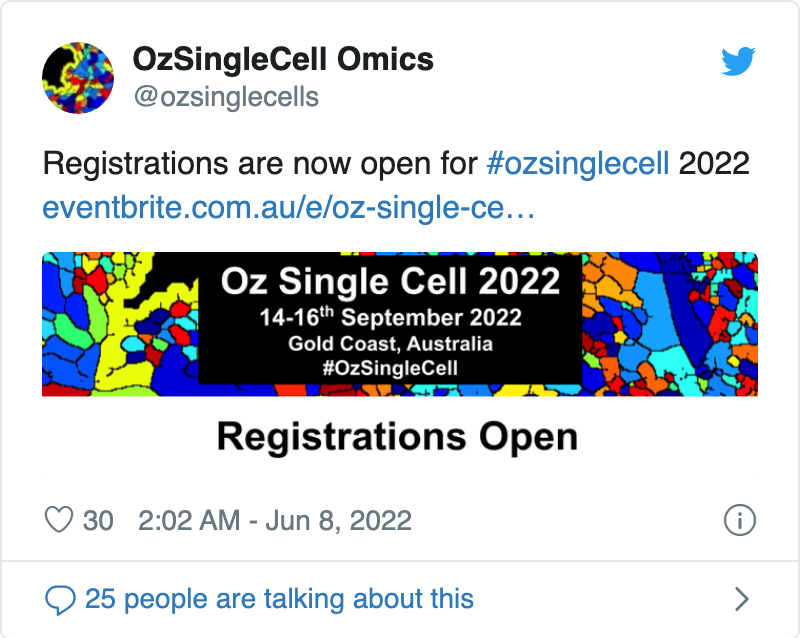 OzSingleCell Omics
@ozsinglecells
Registrations are now open for #ozsinglecell 2022
eventbrite.com.au/e/oz-single-ce…
Oz Single Cell 2022
14-16th September 2022
Gold Coast, Australia
#OzSingleCell
Registrations Open
30 2:02 AM - Jun 8, 2022
25 people are talking about this